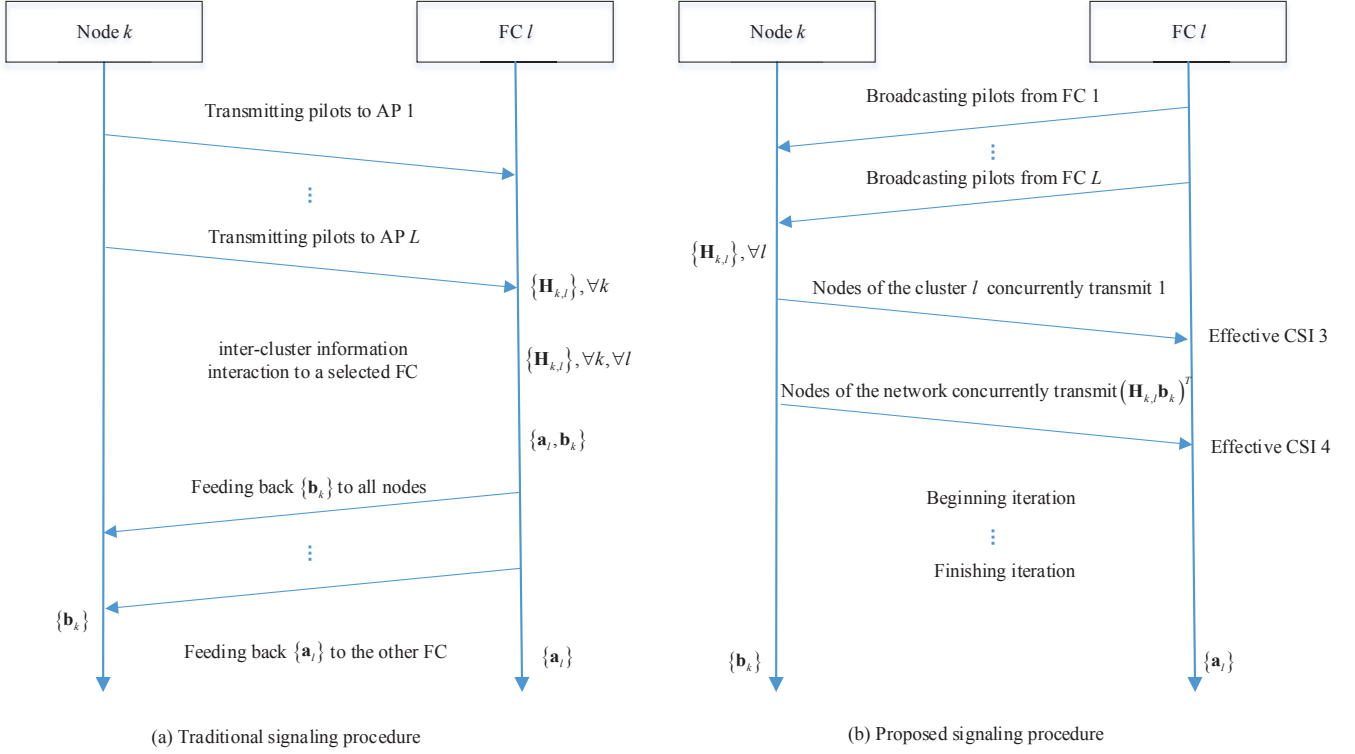 Node k
FC l
Transmitting pilots to AP 1
⋮
Transmitting pilots to AP L
{H_{k,l}}, ∀k
inter-cluster information
interaction to a selected FC
{H_{k,l}}, ∀k, ∀l
{a_l, b_k}
Feeding back {b_k} to all nodes
⋮
{b_k}
Feeding back {a_l} to the other FC
{a_l}
(a) Traditional signaling procedure
Node k
FC l
Broadcasting pilots from FC 1
⋮
Broadcasting pilots from FC L
{H_{k,l}}, ∀l
Nodes of the cluster l concurrently transmit 1
Effective CSI 3
Nodes of the network concurrently transmit (H_{k,l}b_k)^T
Effective CSI 4
Beginning iteration
⋮
Finishing iteration
{b_k}
{a_l}
(b) Proposed signaling procedure